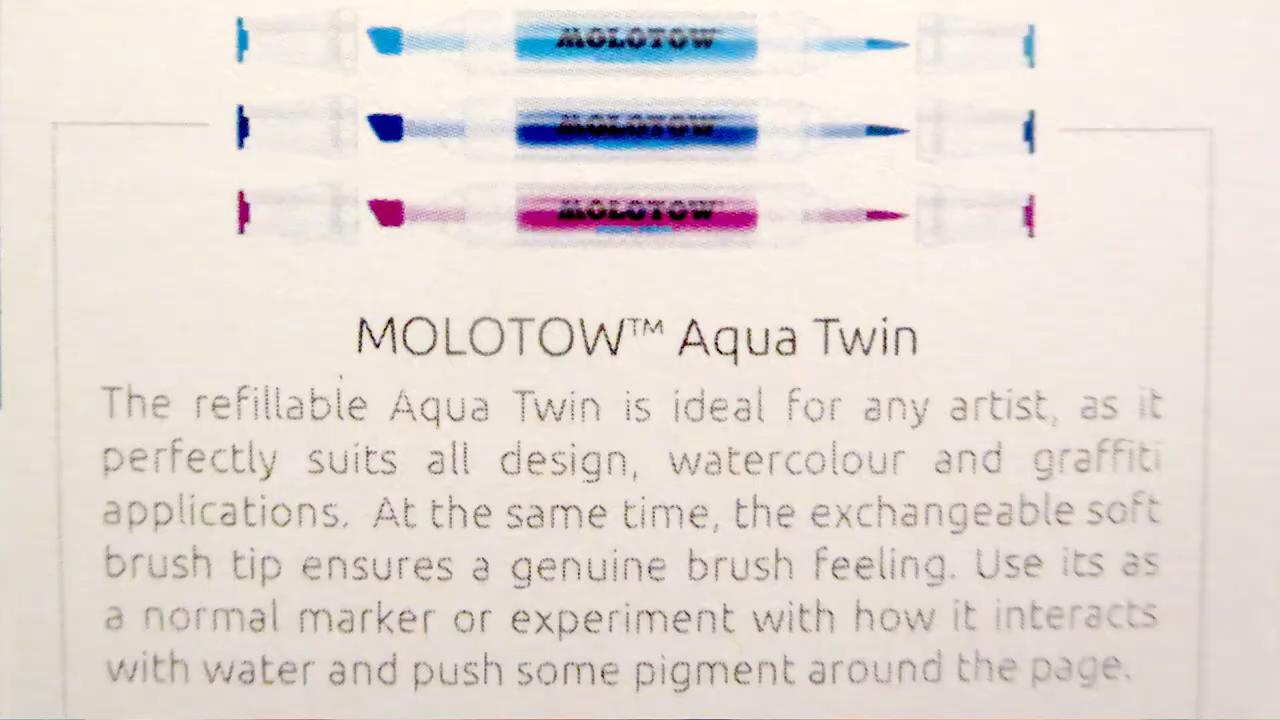 MOLOTOW
MOLOTOW
MOLOTOW
MOLOTOW™ Aqua Twin
The refillable Aqua Twin is ideal for any artist, as it
perfectly suits all design, watercolour and graffiti
applications. At the same time, the exchangeable soft
brush tip ensures a genuine brush feeling. Use its as
a normal marker or experiment with how it interacts
with water and push some pigment around the page.